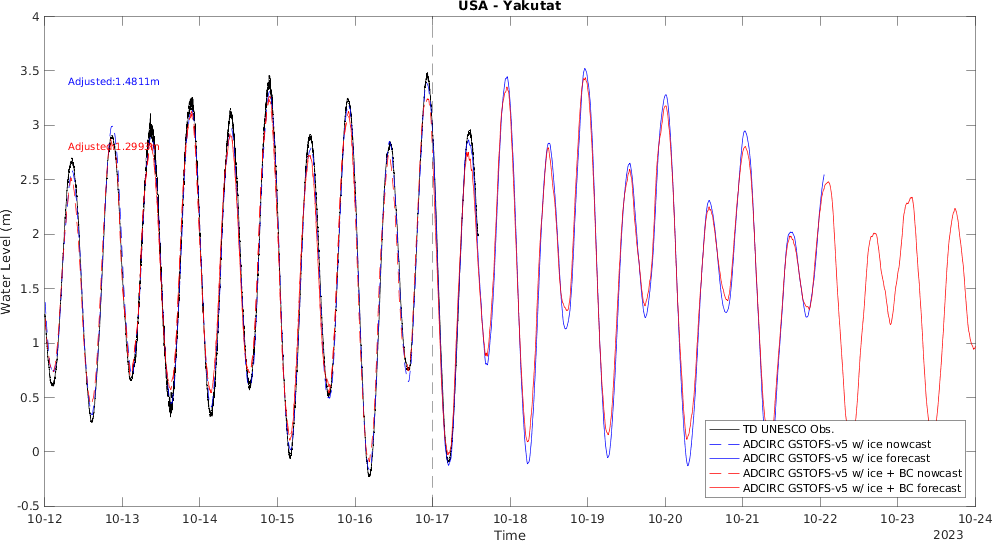 USA - Yakutat
4
3.5
3
2.5
2
1.5
1
0.5
0
-0.5
Water Level (m)
Adjusted:1.4811m
Adjusted:1.2993m
TD UNESCO Obs.
ADCIRC GSTOFS-v5 w/ ice nowcast
ADCIRC GSTOFS-v5 w/ ice forecast
ADCIRC GSTOFS-v5 w/ ice + BC nowcast
ADCIRC GSTOFS-v5 w/ ice + BC forecast
10-12 10-13 10-14 10-15 10-16 10-17 10-18 10-19 10-20 10-21 10-22 10-23 10-24
Time
2023